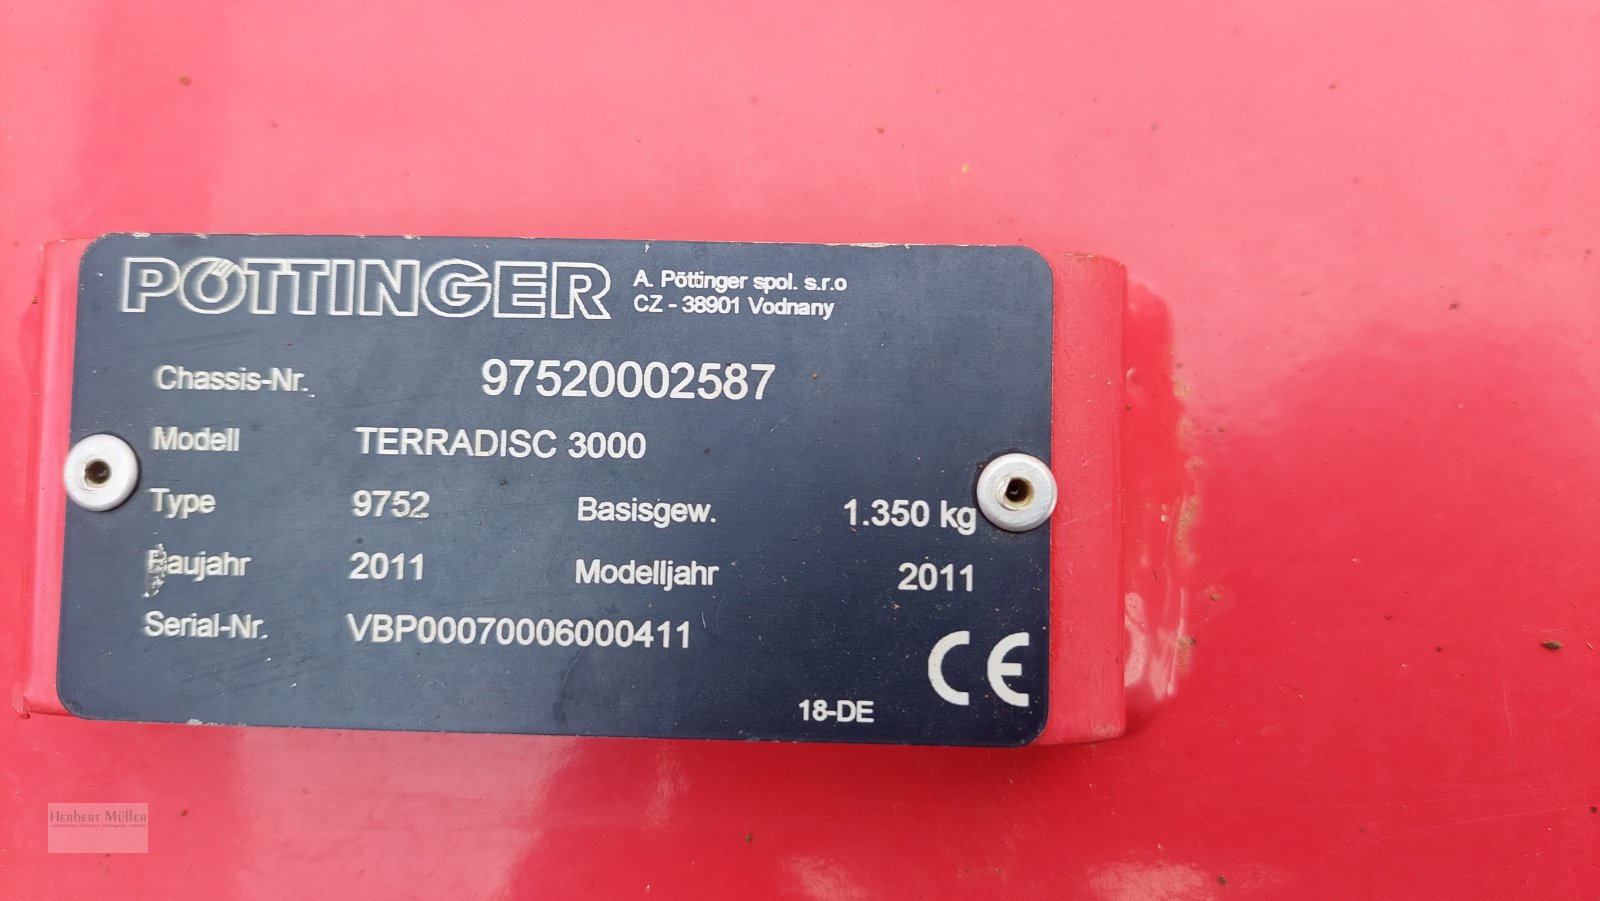 PÖTTINGER A. Pöttinger spol. s.r.o
CZ - 38901 Vodnany
Chassis-Nr. 97520002587
Modell TERRADISC 3000
Type 9752 Basisgew. 1.350 kg
Baujahr 2011 Modelljahr 2011
Serial-Nr. VBP00070006000411
CE
18-DE
HERBERT MÜLLER